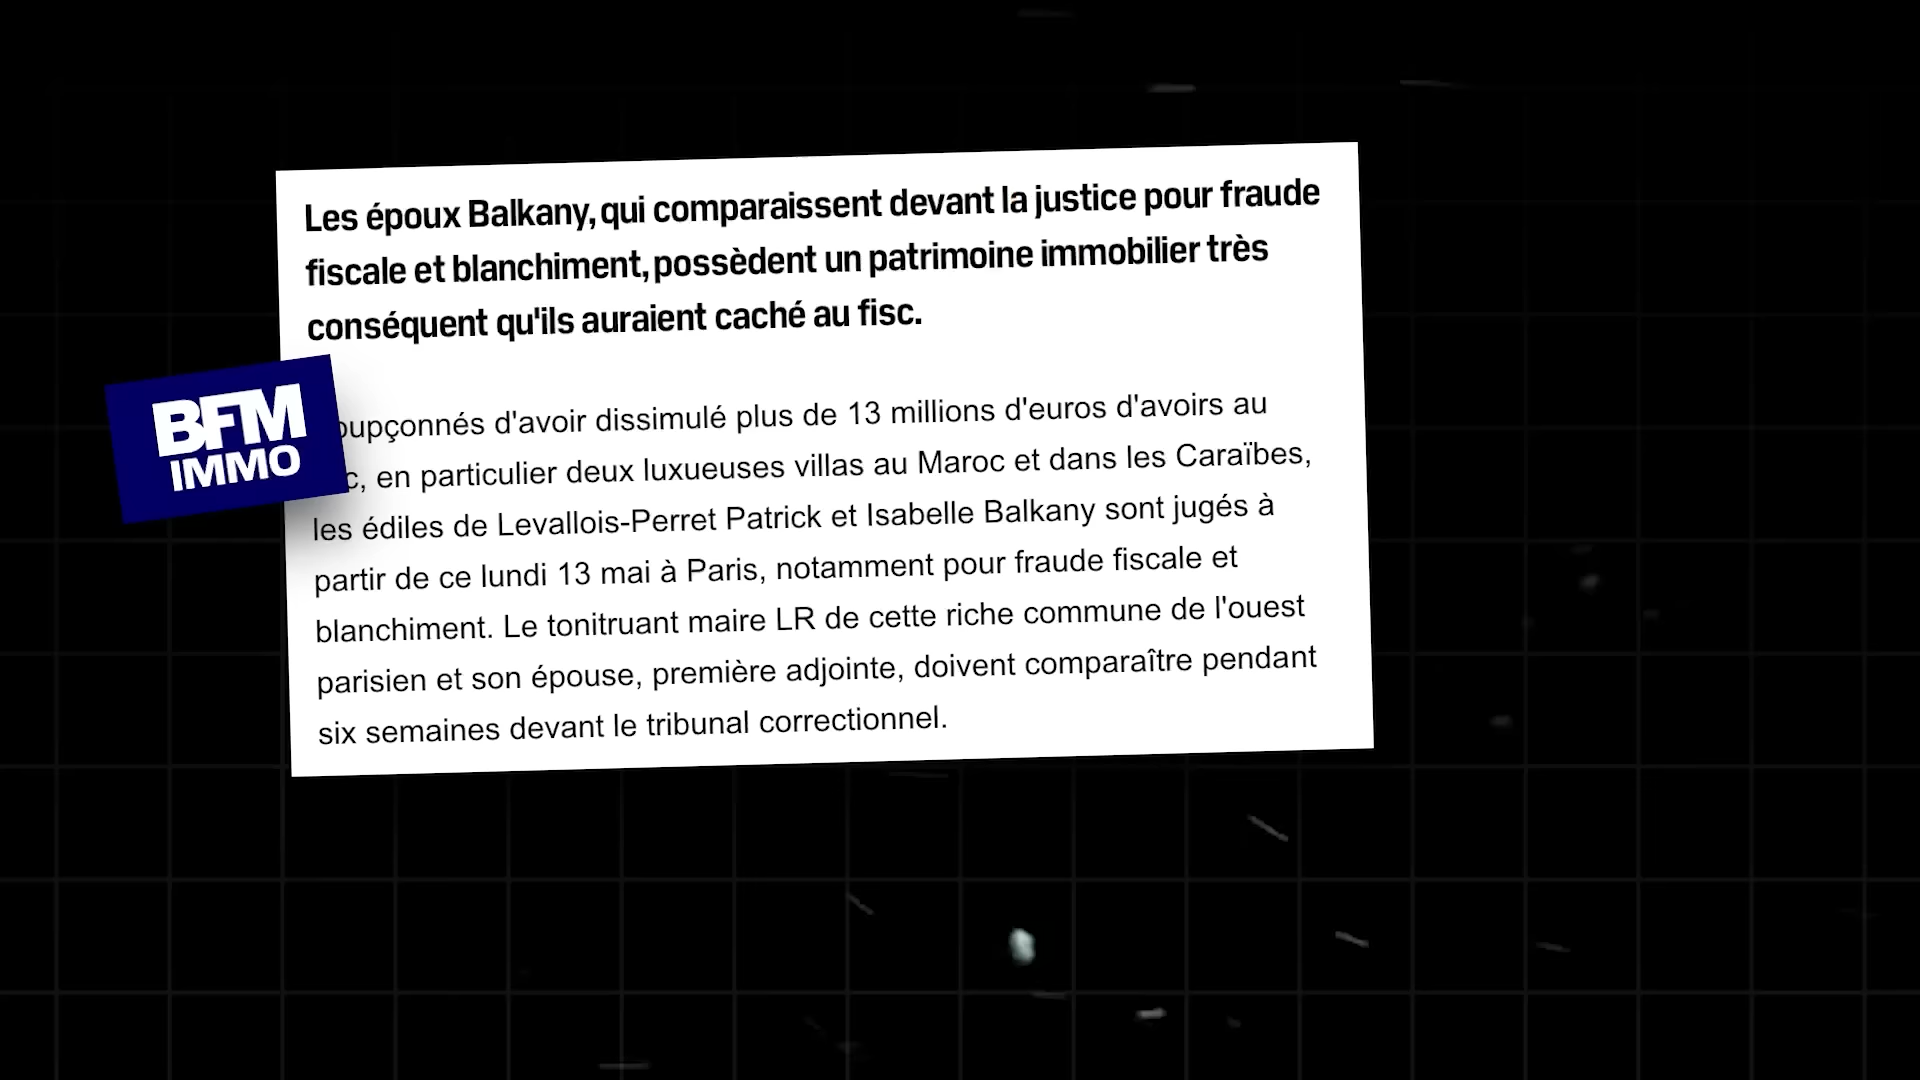 Les époux Balkany, qui comparaissent devant la justice pour fraude
fiscale et blanchiment, possèdent un patrimoine immobilier très
conséquent qu'ils auraient caché au fisc.
BFM
IMMO
oupçonnés d'avoir dissimulé plus de 13 millions d'euros d'avoirs au
c, en particulier deux luxueuses villas au Maroc et dans les Caraïbes,
les édiles de Levallois-Perret Patrick et Isabelle Balkany sont jugés à
partir de ce lundi 13 mai à Paris, notamment pour fraude fiscale et
blanchiment. Le tonitruant maire LR de cette riche commune de l'ouest
parisien et son épouse, première adjointe, doivent comparaître pendant
six semaines devant le tribunal correctionnel.